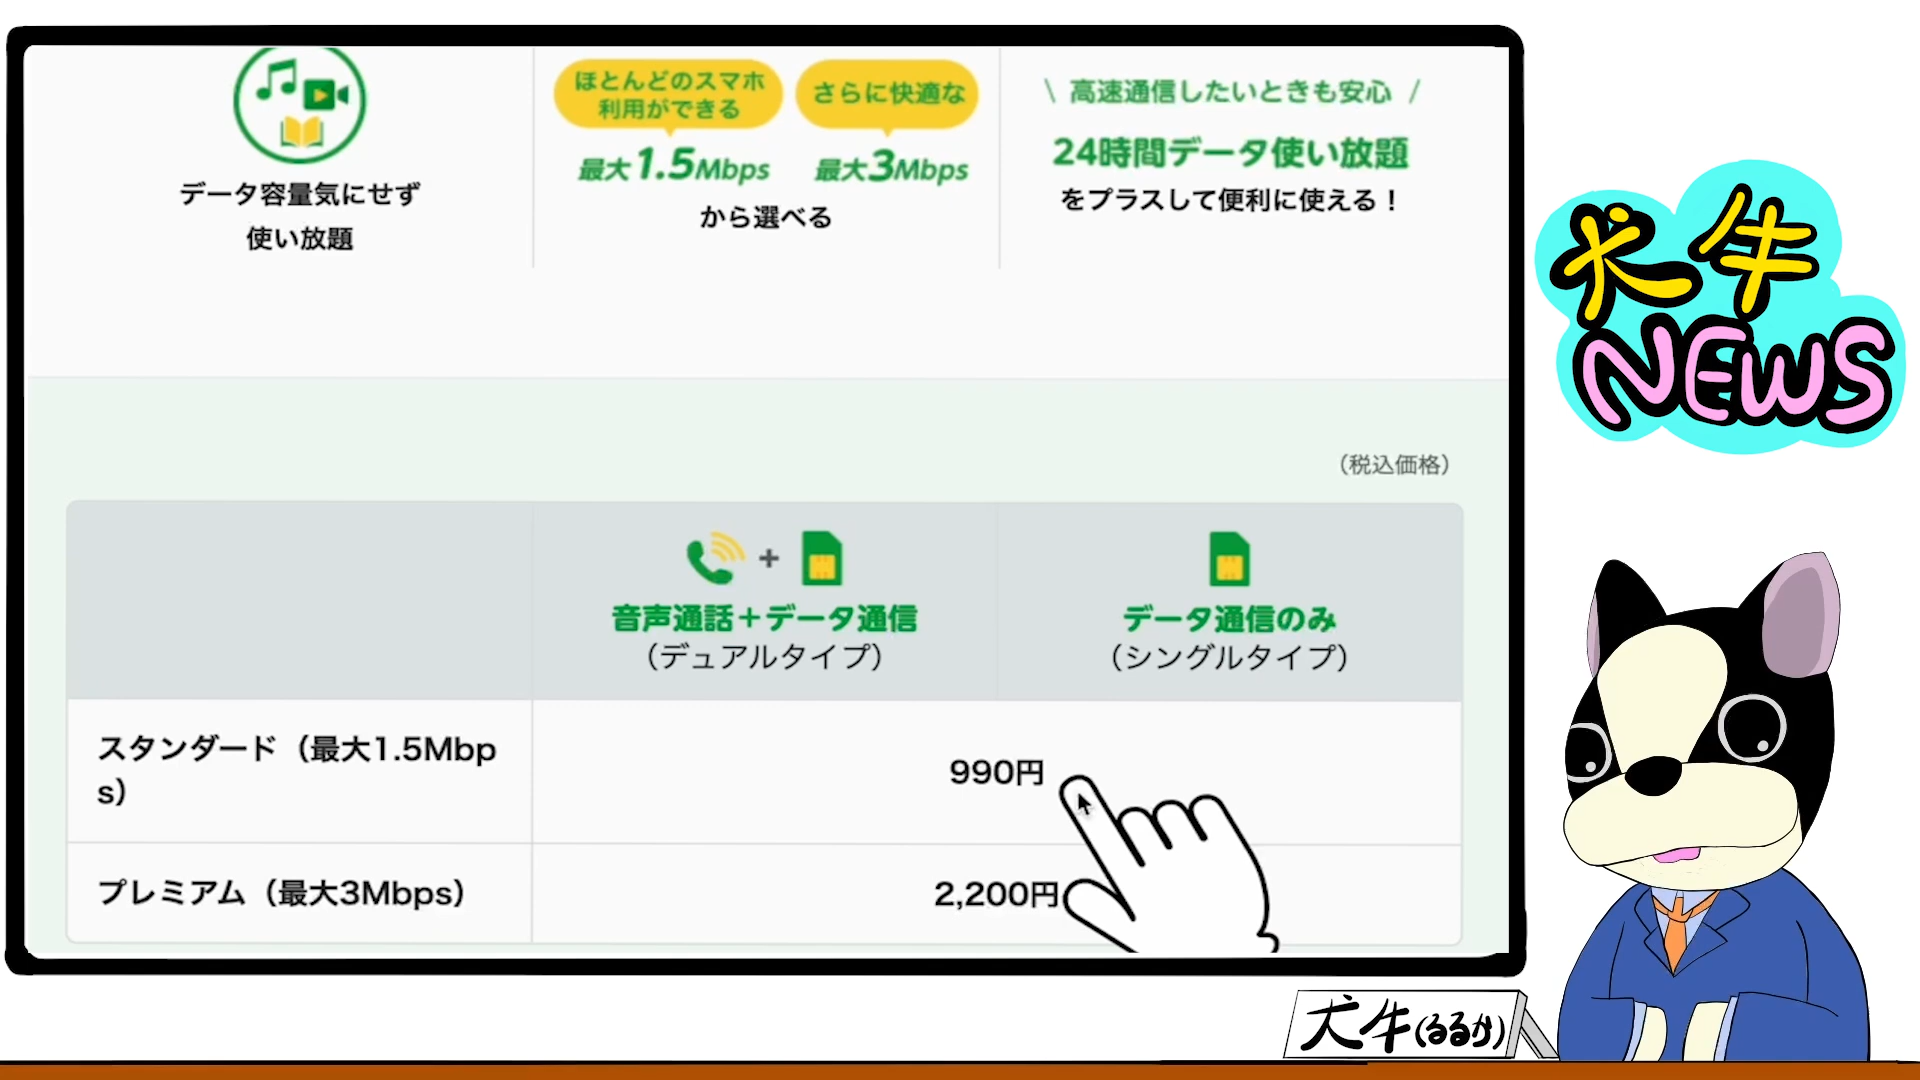 データ容量気にせず
使い放題
ほとんどのスマホ
利用ができる
最大1.5Mbps
さらに快適な
最大3Mbps
から選べる
\ 高速通信したいときも安心 /
24時間データ使い放題
をプラスして便利に使える！
犬牛
NEWS
（税込価格）
音声通話＋データ通信
（デュアルタイプ）
データ通信のみ
（シングルタイプ）
スタンダード（最大1.5Mbp
s）
990円
プレミアム（最大3Mbps）
2,200円
犬牛(るるか)